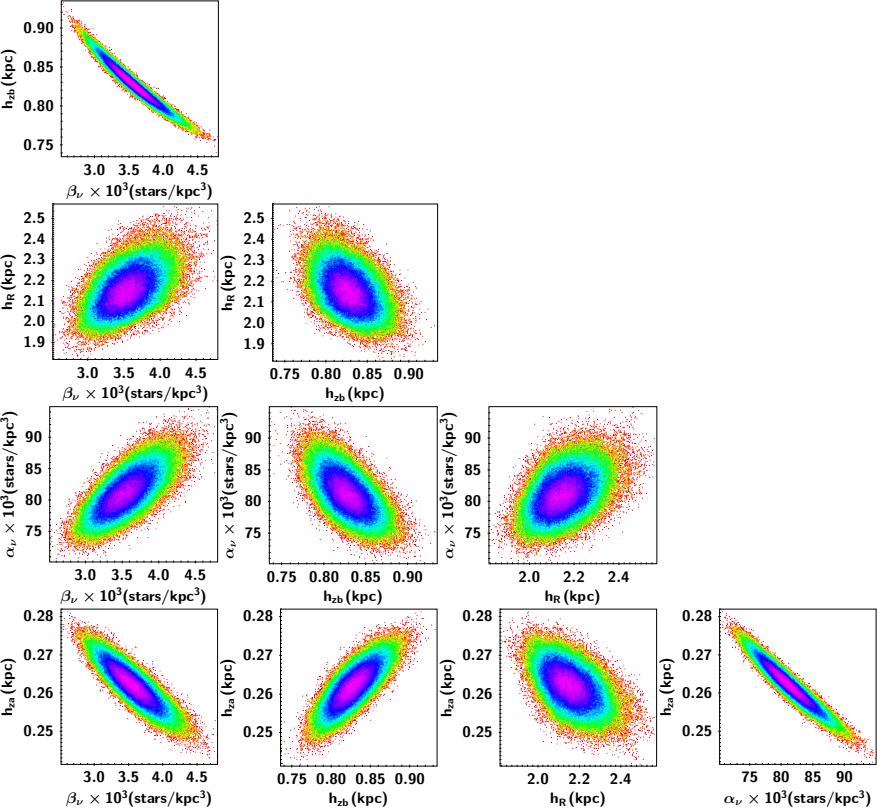 0.90
0.85
0.80
0.75
h_zb (kpc)
3.0 3.5 4.0 4.5
β_ν × 10^3(stars/kpc^3)
2.5
2.4
2.3
2.2
2.1
2.0
1.9
h_R (kpc)
3.0 3.5 4.0 4.5
β_ν × 10^3(stars/kpc^3)
2.5
2.4
2.3
2.2
2.1
2.0
1.9
h_R (kpc)
0.75 0.80 0.85 0.90
h_zb (kpc)
90
85
80
75
α_ν × 10^3(stars/kpc^3)
3.0 3.5 4.0 4.5
β_ν × 10^3(stars/kpc^3)
90
85
80
75
α_ν × 10^3(stars/kpc^3)
0.75 0.80 0.85 0.90
h_zb (kpc)
90
85
80
75
α_ν × 10^3(stars/kpc^3)
2.0 2.2 2.4
h_R (kpc)
0.28
0.27
0.26
0.25
h_za (kpc)
3.0 3.5 4.0 4.5
β_ν × 10^3(stars/kpc^3)
0.28
0.27
0.26
0.25
h_za (kpc)
0.75 0.80 0.85 0.90
h_zb (kpc)
0.28
0.27
0.26
0.25
h_za (kpc)
2.0 2.2 2.4
h_R (kpc)
0.28
0.27
0.26
0.25
h_za (kpc)
75 80 85 90
α_ν × 10^3(stars/kpc^3)